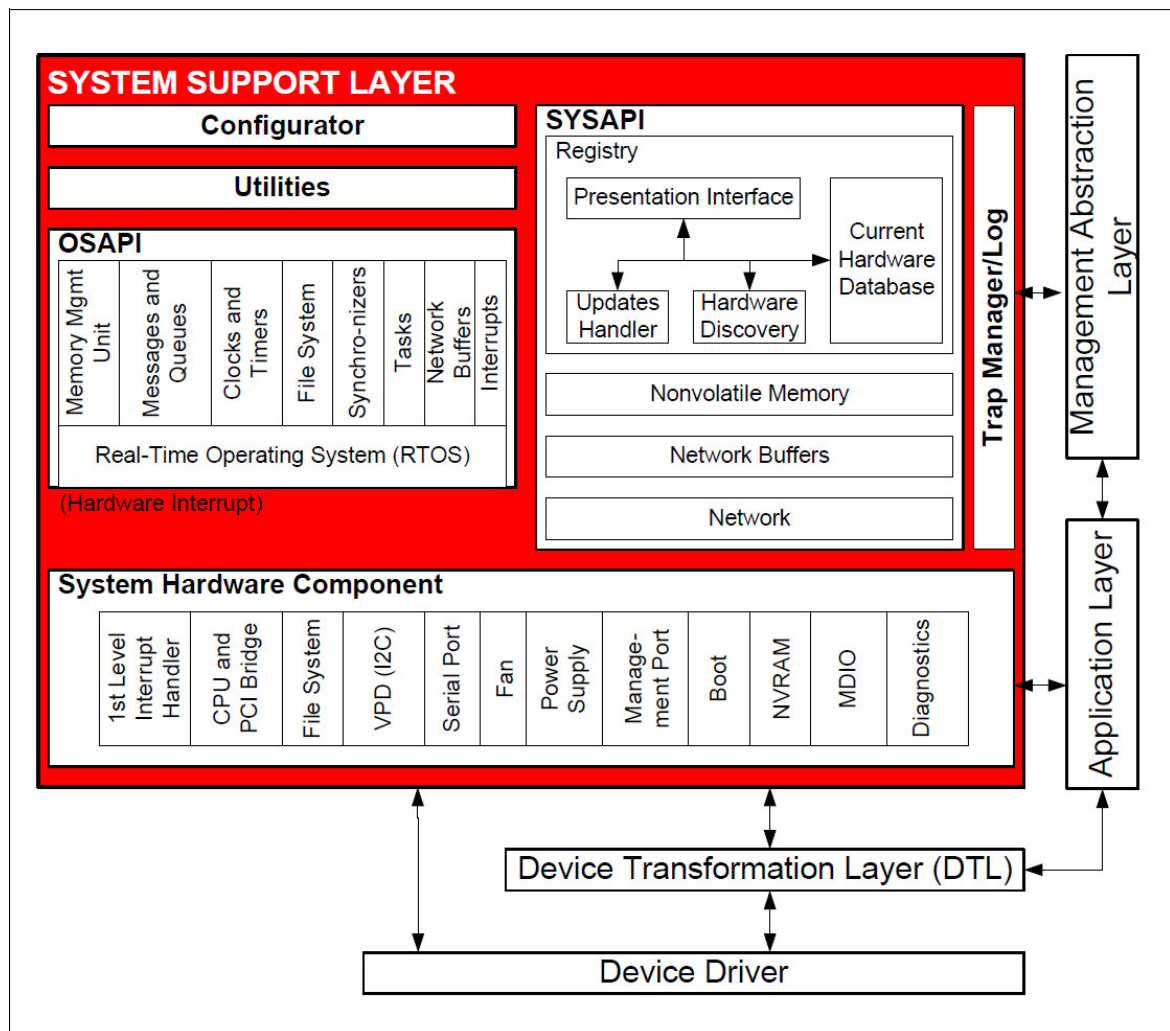 SYSTEM SUPPORT LAYER
Configurator
Utilities
OSAPI
Memory Mgmt
Unit
Messages and
Queues
Clocks and
Timers
File System
Synchro-nizers
Tasks
Network
Buffers
Interrupts
Real-Time Operating System (RTOS)
(Hardware Interrupt)
SYSAPI
Registry
Presentation Interface
Updates
Handler
Hardware
Discovery
Current
Hardware
Database
Nonvolatile Memory
Network Buffers
Network
Trap Manager/Log
Management Abstraction
Layer
System Hardware Component
1st Level
Interrupt
Handler
CPU and
PCI Bridge
File System
VPD (I2C)
Serial Port
Fan
Power
Supply
Manage-
ment Port
Boot
NVRAM
MDIO
Diagnostics
Application Layer
Device Transformation Layer (DTL)
Device Driver